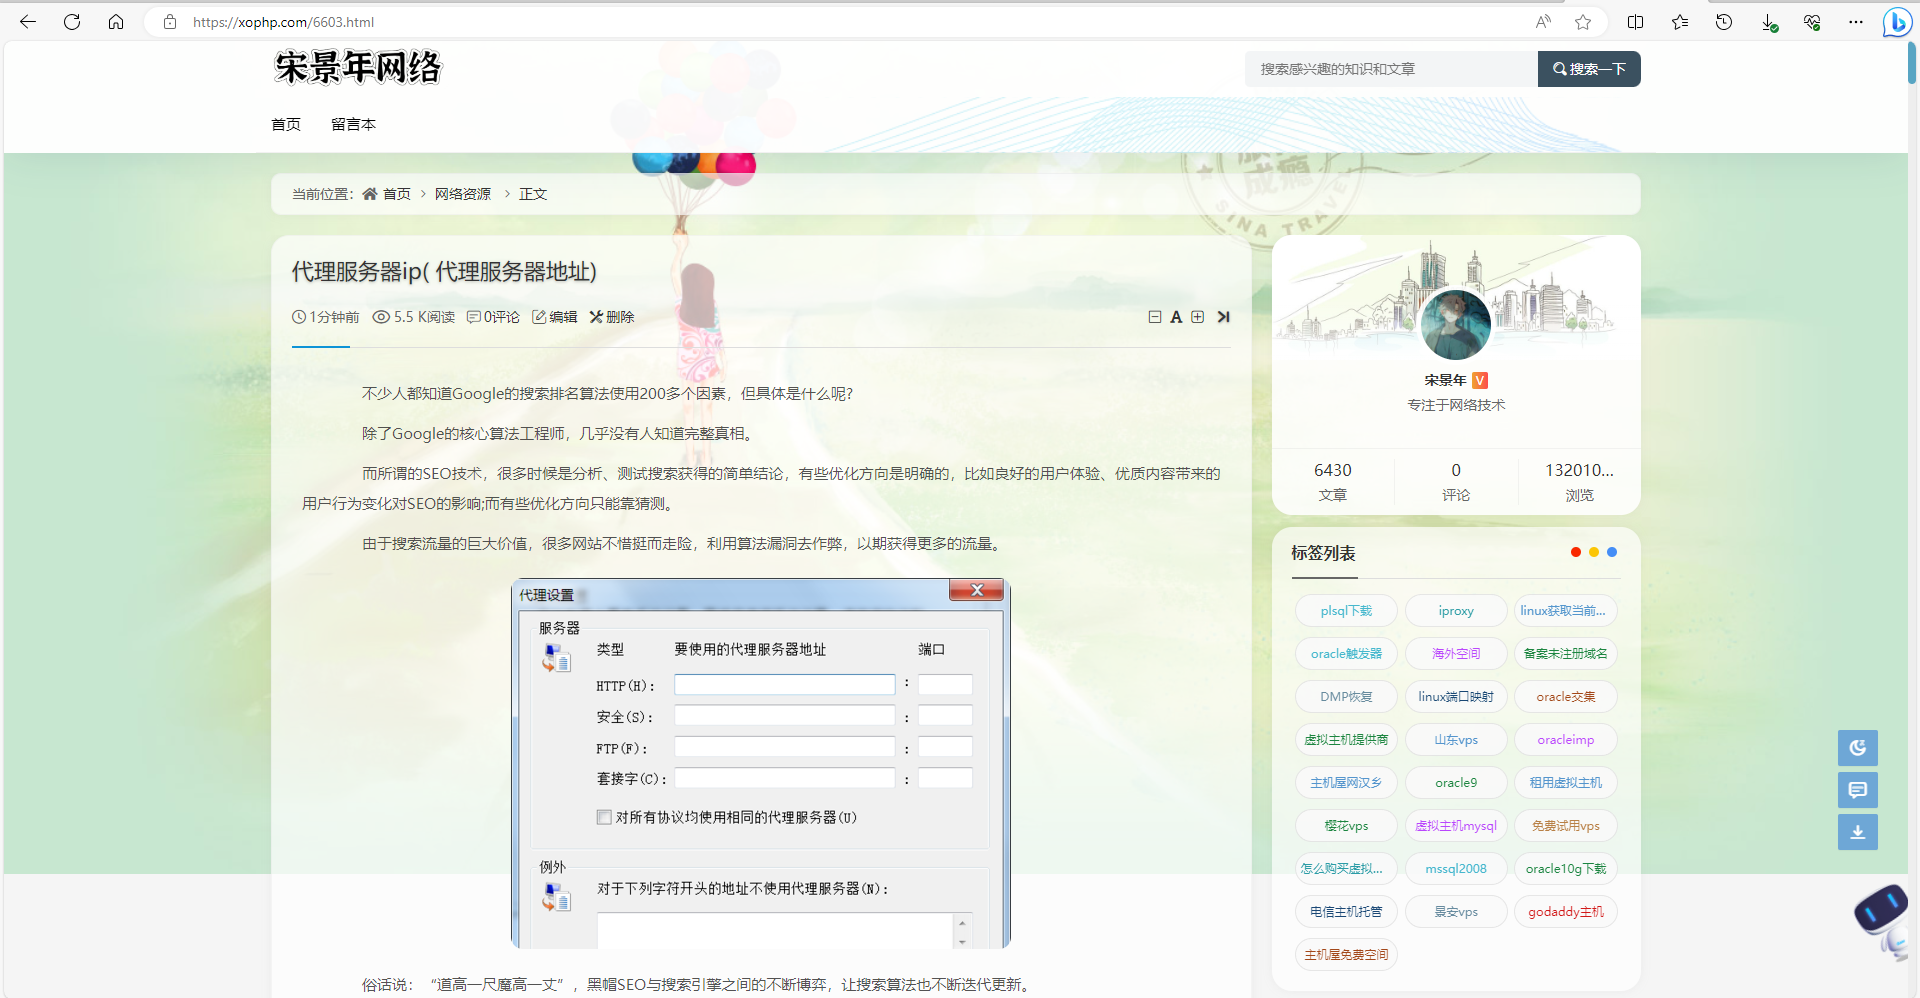 https://xophp.com/6603.html
宋景年网络
搜索感兴趣的知识和文章
搜索一下
首页 留言本
成瘾
SINA TRAVEL
当前位置： 首页 > 网络资源 > 正文
代理服务器ip( 代理服务器地址)
1分钟前 5.5 K阅读 0评论 编辑 删除
A
不少人都知道Google的搜索排名算法使用200多个因素，但具体是什么呢?
除了Google的核心算法工程师，几乎没有人知道完整真相。
而所谓的SEO技术，很多时候是分析、测试搜索获得的简单结论，有些优化方向是明确的，比如良好的用户体验、优质内容带来的
用户行为变化对SEO的影响;而有些优化方向只能靠猜测。
由于搜索流量的巨大价值，很多网站不惜挺而走险，利用算法漏洞去作弊，以期获得更多的流量。
代理设置
服务器
类型 要使用的代理服务器地址 端口
HTTP(H): :
安全(S): :
FTP(F): :
套接字(C): :
对所有协议均使用相同的代理服务器(U)
例外
对于下列字符开头的地址不使用代理服务器(N):
俗话说：“道高一尺魔高一丈”，黑帽SEO与搜索引擎之间的不断博弈，让搜索算法也不断迭代更新。
宋景年 V
专注于网络技术
6430 0 132010...
文章 评论 浏览
标签列表
plsql下载 iproxy linux获取当前...
oracle触发器 海外空间 备案未注册域名
DMP恢复 linux端口映射 oracle交集
虚拟主机提供商 山东vps oracleimp
主机屋网汉乡 oracle9 租用虚拟主机
樱花vps 虚拟主机mysql 免费试用vps
怎么购买虚拟... mssql2008 oracle10g下载
电信主机托管 景安vps godaddy主机
主机屋免费空间